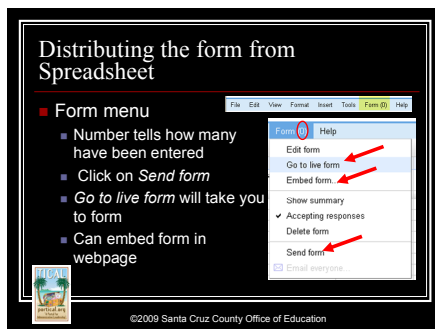 Distributing the form from
Spreadsheet
Form menu
File Edit View Format Insert Tools Form (0) Help
Number tells how many
have been entered
Click on Send form
Go to live form will take you
to form
Can embed form in
webpage
Form (0) Help
Edit form
Go to live form
Embed form...
Show summary
Accepting responses
Delete form
Send form
Email everyone...
TICAL
portical.org
©2009 Santa Cruz County Office of Education